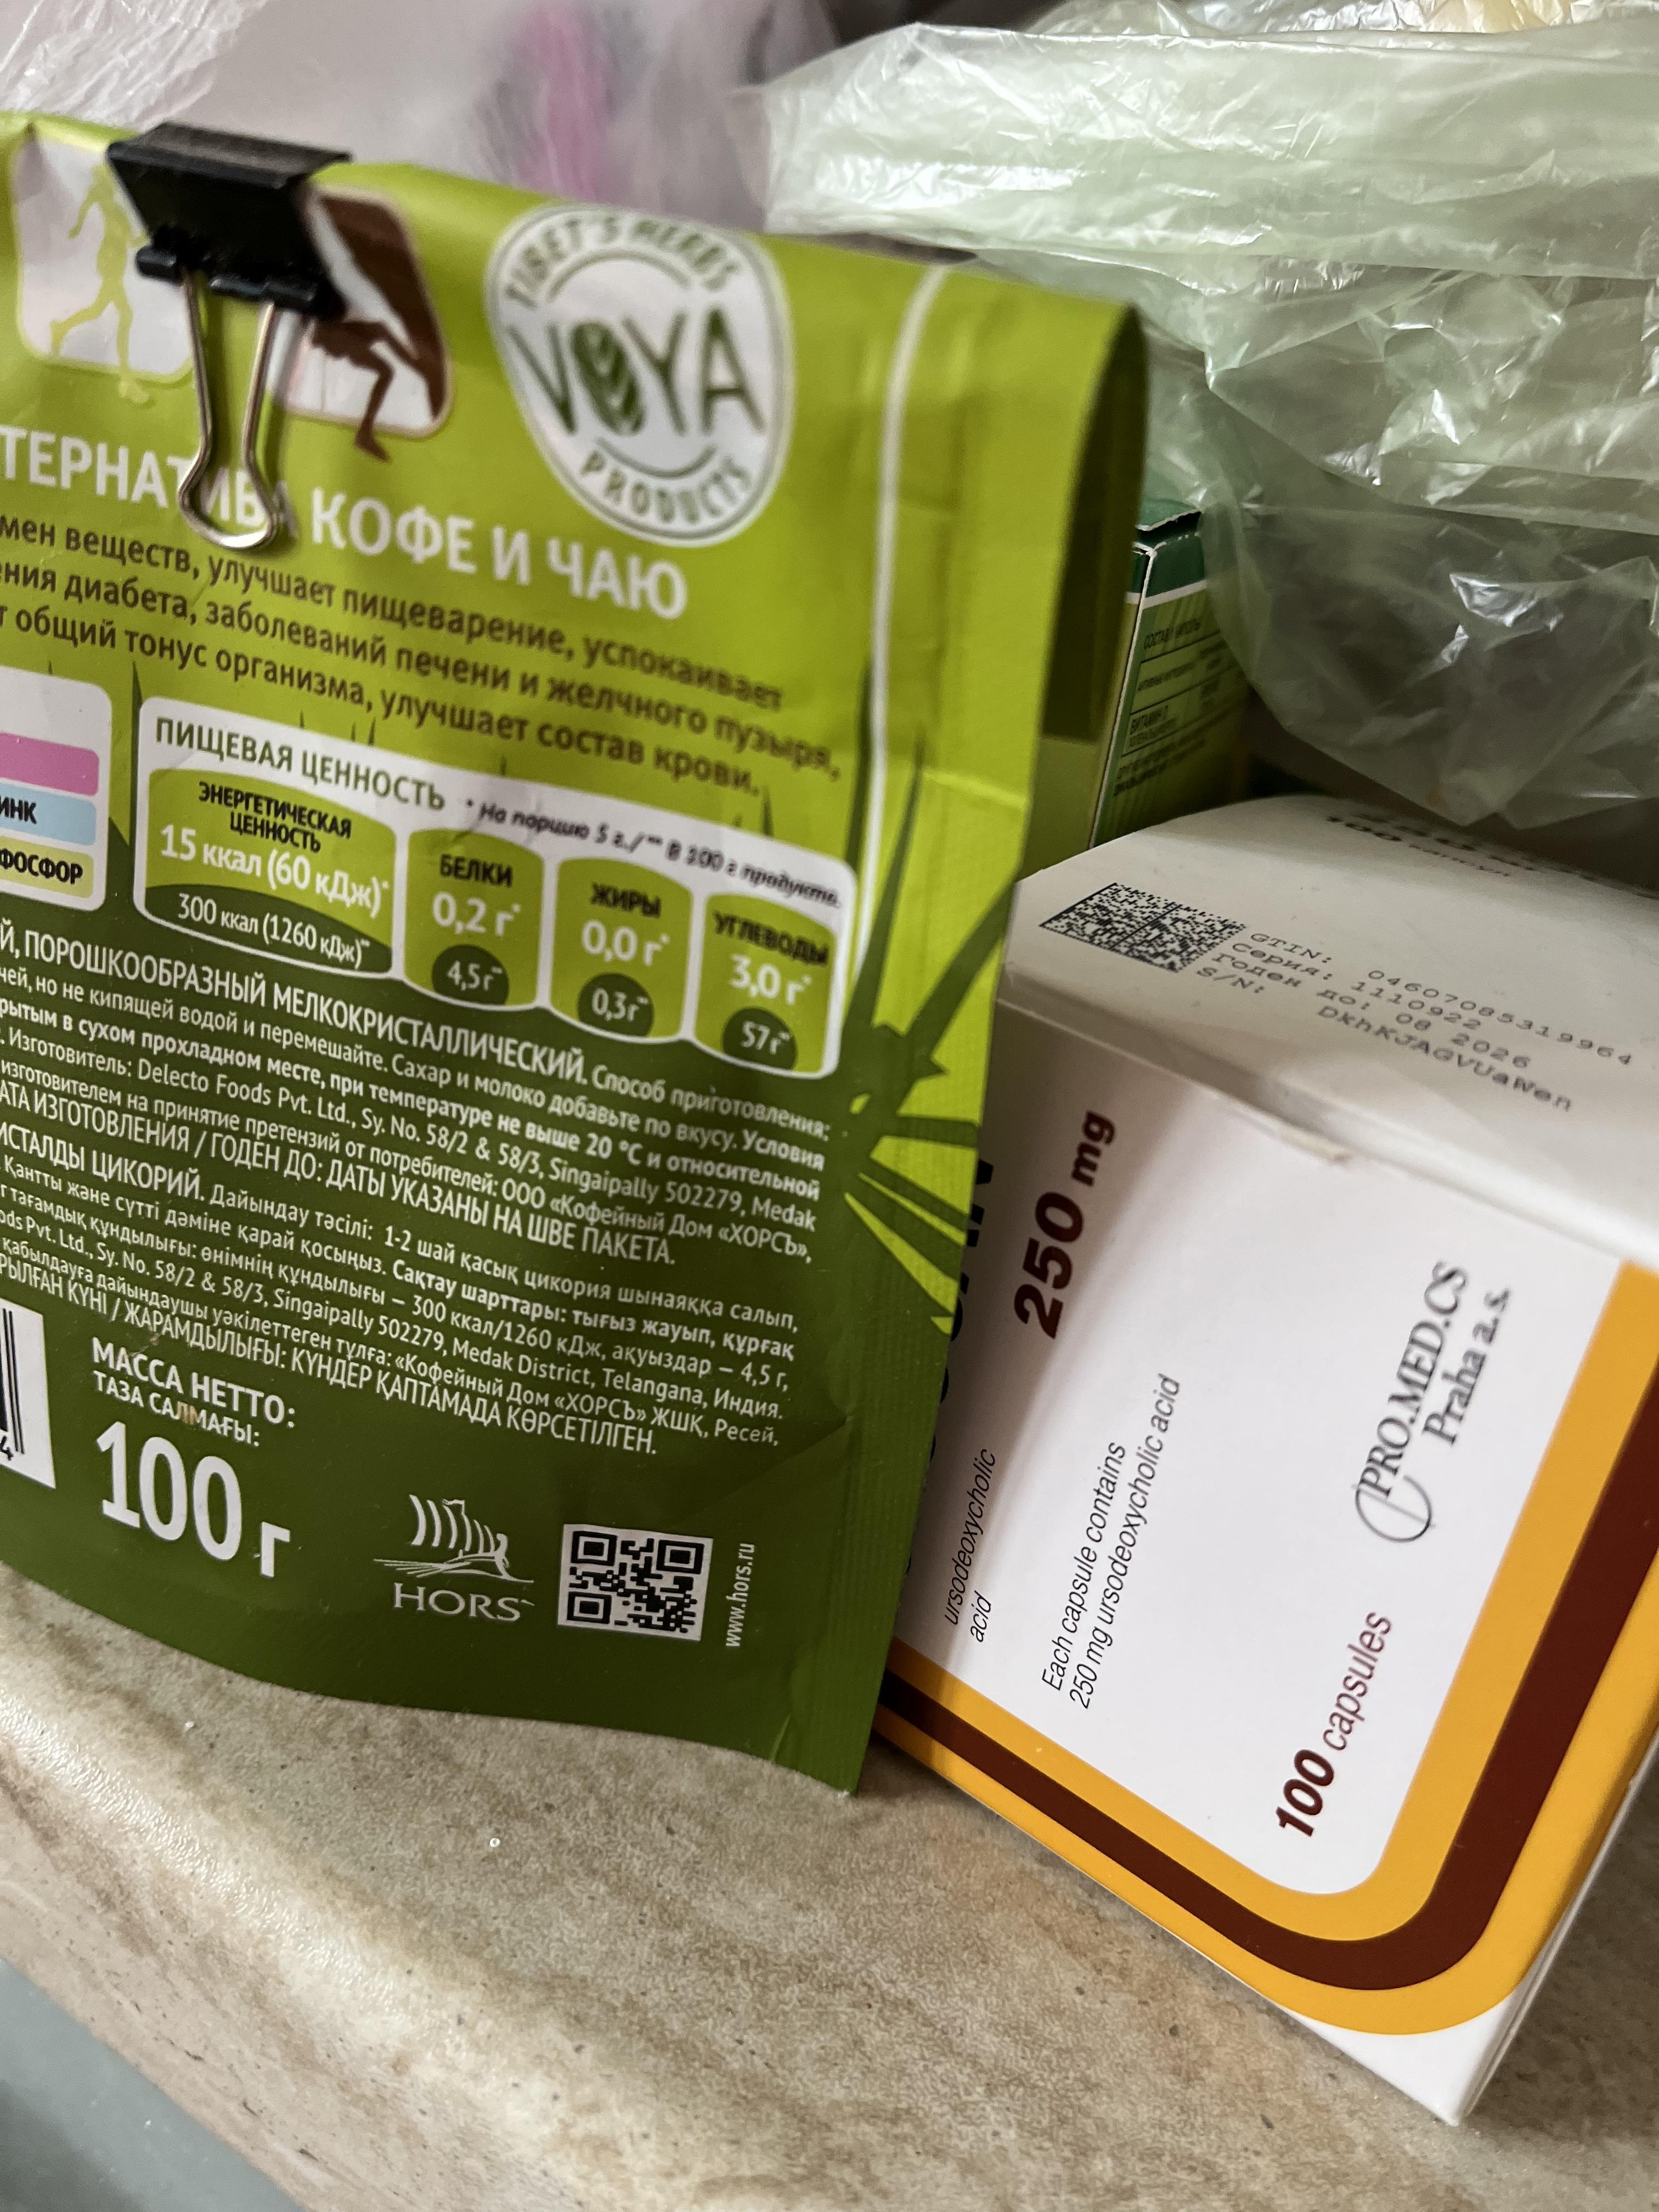 TIBET'S HERBS
VOYA
PRODUCTS
КОФЕ И ЧАЮ
мен веществ, улучшает пищеварение, успокаивает
ния диабета, заболеваний печени и желчного пузыря,
т общий тонус организма, улучшает состав крови.
ИНК
ФОСФОР
ПИЩЕВАЯ ЦЕННОСТЬ * На порцию 5 г./** В 100 г продукта.
ЭНЕРГЕТИЧЕСКАЯ
ЦЕННОСТЬ
15 ккал (60 кДж)*
300 ккал (1260 кДж)**
БЕЛКИ
0,2 г*
4,5г**
ЖИРЫ
0,0 г*
0,3г**
УГЛЕВОДЫ
3,0 г*
57г**
Й, ПОРОШКООБРАЗНЫЙ МЕЛКОКРИСТАЛЛИЧЕСКИЙ. Способ приготовления:
чей, но не кипящей водой и перемешайте. Сахар и молоко добавьте по вкусу. Условия
рытым в сухом прохладном месте, при температуре не выше 20 °С и относительной
. Изготовитель: Delecto Foods Pvt. Ltd., Sy. No. 58/2 & 58/3, Singaipally 502279, Medak
изготовителем на принятие претензий от потребителей: ООО «Кофейный Дом «ХОРСЪ»,
АТА ИЗГОТОВЛЕНИЯ / ГОДЕН ДО: ДАТЫ УКАЗАНЫ НА ШВЕ ПАКЕТА.
ИСТАЛДЫ ЦИКОРИЙ. Дайындау тәсілі: 1-2 шай қасық цикория шынаяққа салып,
Қантты және сүтті дәміне қарай қосыңыз. Сақтау шарттары: тығыз жауып, құрғақ
г тағамдық құндылығы: өнімнің құндылығы – 300 ккал/1260 кДж, ақуыздар – 4,5 г,
ods Pvt. Ltd., Sy. No. 58/2 & 58/3, Singaipally 502279, Medak District, Telangana, Индия.
қабылдауға дайындаушы уәкілеттеген тұлға: «Кофейный Дом «ХОРСЪ» ЖШҚ, Ресей,
РЫЛҒАН КҮНІ / ЖАРАМДЫЛЫҒЫ: КҮНДЕР ҚАПТАМАДА КӨРСЕТІЛГЕН.
4
МАССА НЕТТО:
ТАЗА САЛМАҒЫ:
100 г
HORS
www.hors.ru
100 капсул
GTIN: 04607085319964
Серия: 1110922
Годен до: 08 2026
S/N: DkhKJAGVUaWen
250 mg
ursodeoxycholic
acid
Each capsule contains
250 mg ursodeoxycholic acid
PRO.MED.CS
Praha a.s.
100 capsules